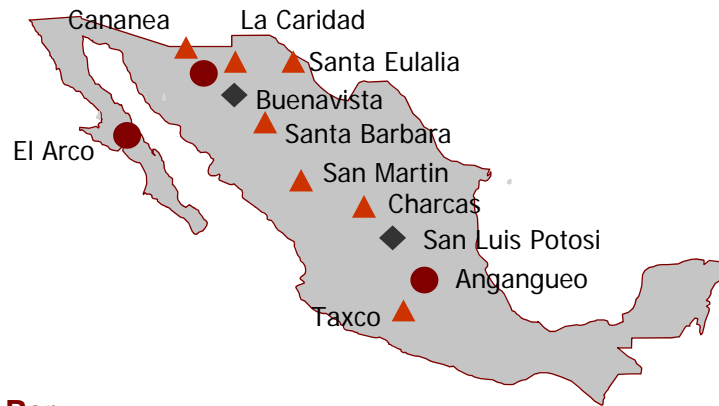 Cananea
La Caridad
Santa Eulalia
Buenavista
Santa Barbara
El Arco
San Martin
Charcas
San Luis Potosi
Angangueo
Taxco